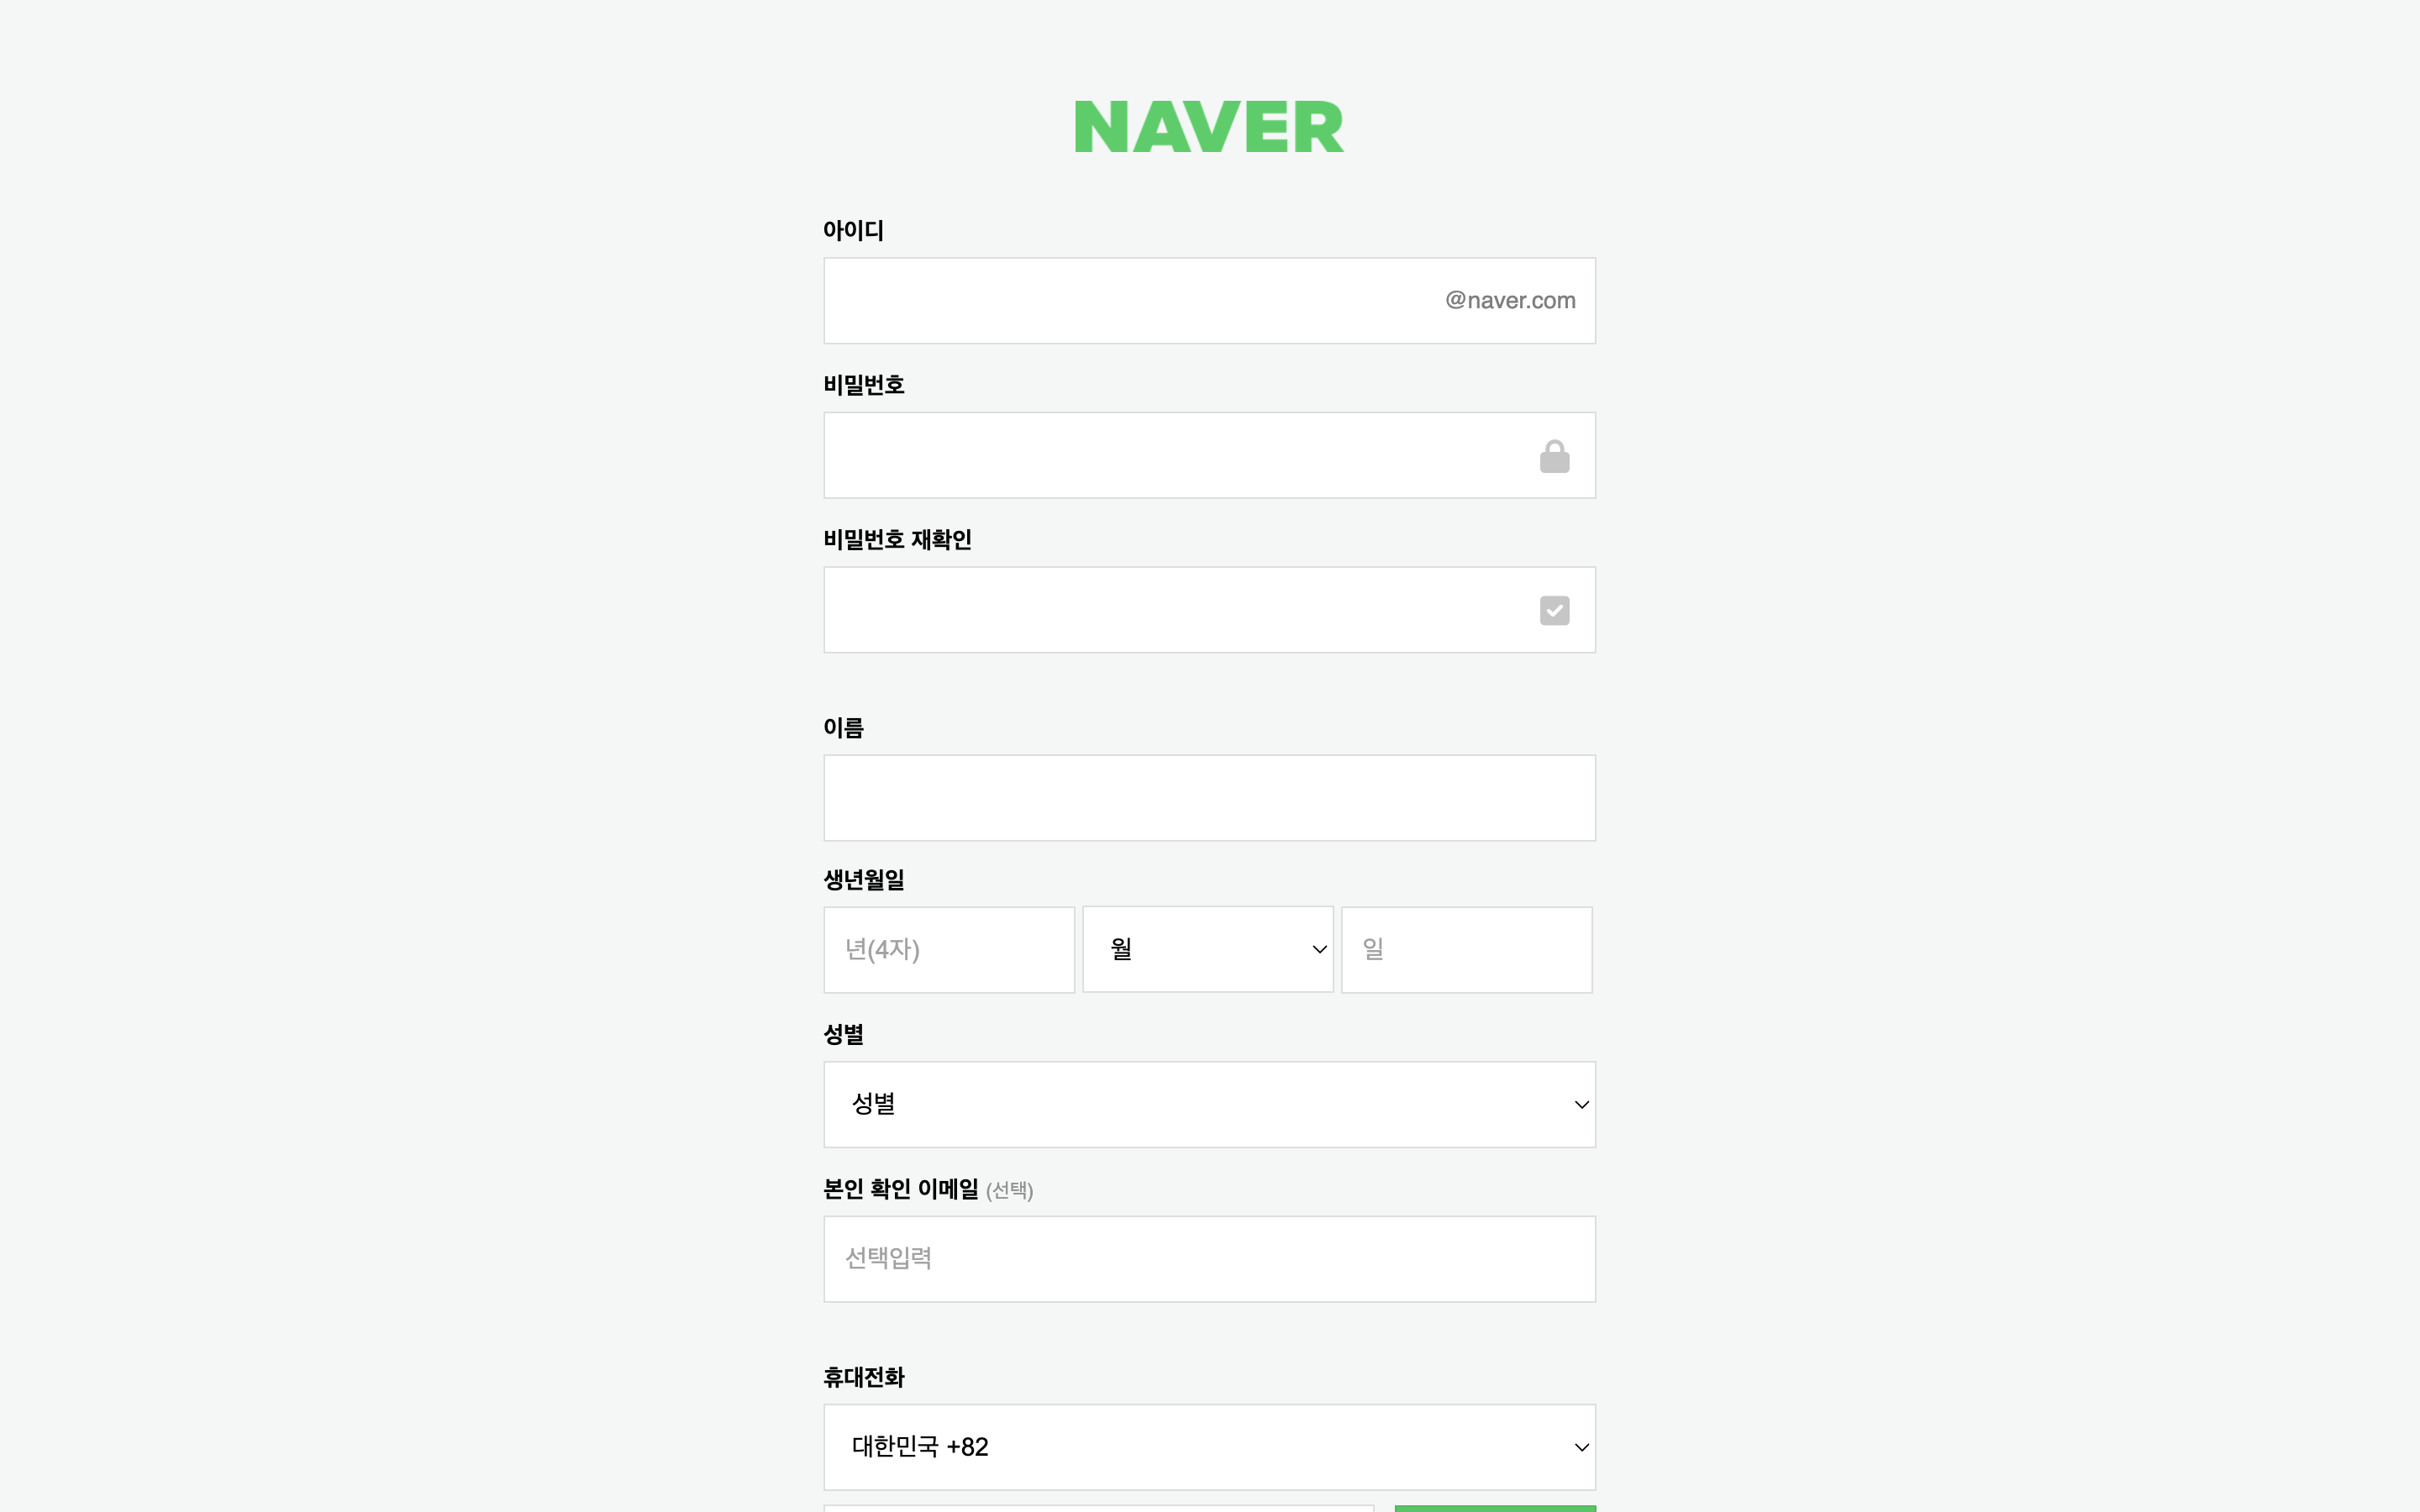 NAVER
아이디
@naver.com
비밀번호
비밀번호 재확인
이름
생년월일
년(4자) 월 일
성별
성별
본인 확인 이메일 (선택)
선택입력
휴대전화
대한민국 +82